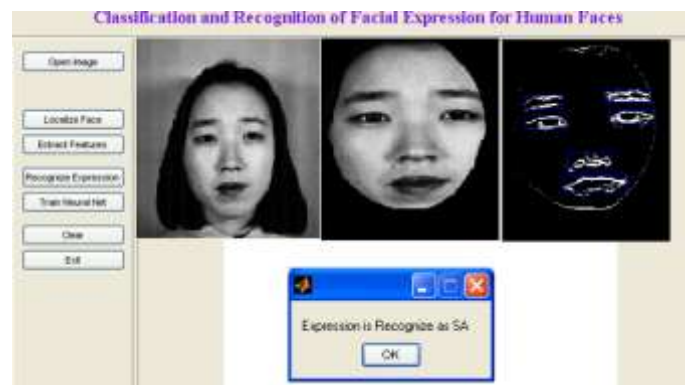 Classification and Recognition of Facial Expression for Human Faces
Open Image
Localize Face
Extract Features
Recognize Expression
Train Neural Net
Clear
Exit
Expression is Recognize as SA
OK